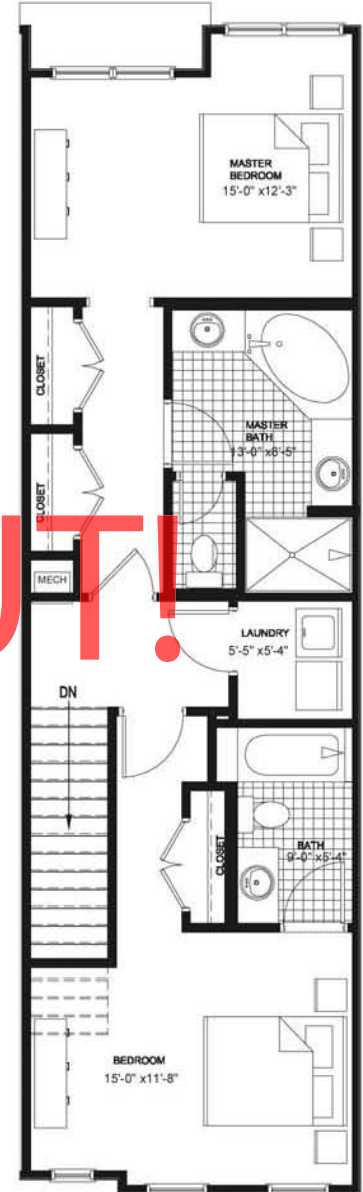 MASTER
BEDROOM
15'-0" x12'-3"
CLOSET
MASTER
BATH
13'-0" x8'-5"
CLOSET
UT!
MECH
LAUNDRY
5'-5" x5'-4"
DN
CLOSET
BATH
9'-0" x5'-4"
BEDROOM
15'-0" x11'-8"